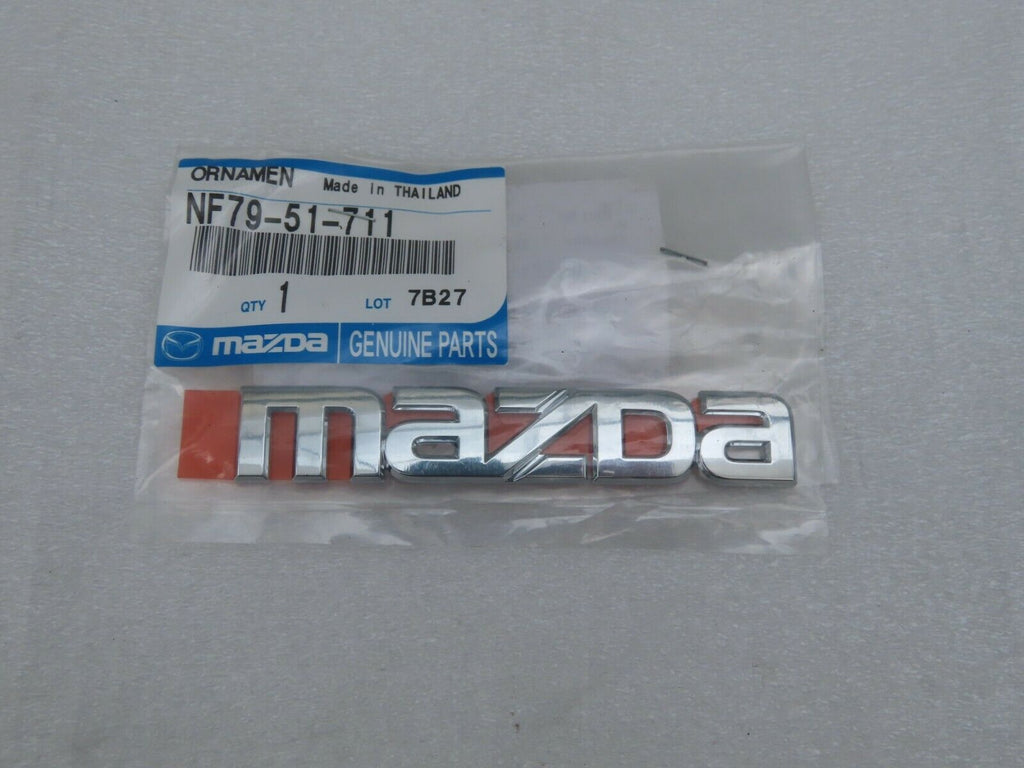 ORNAMEN Made in THAILAND
NF79-51-711
QTY 1 LOT 7B27
mazda GENUINE PARTS
mazda